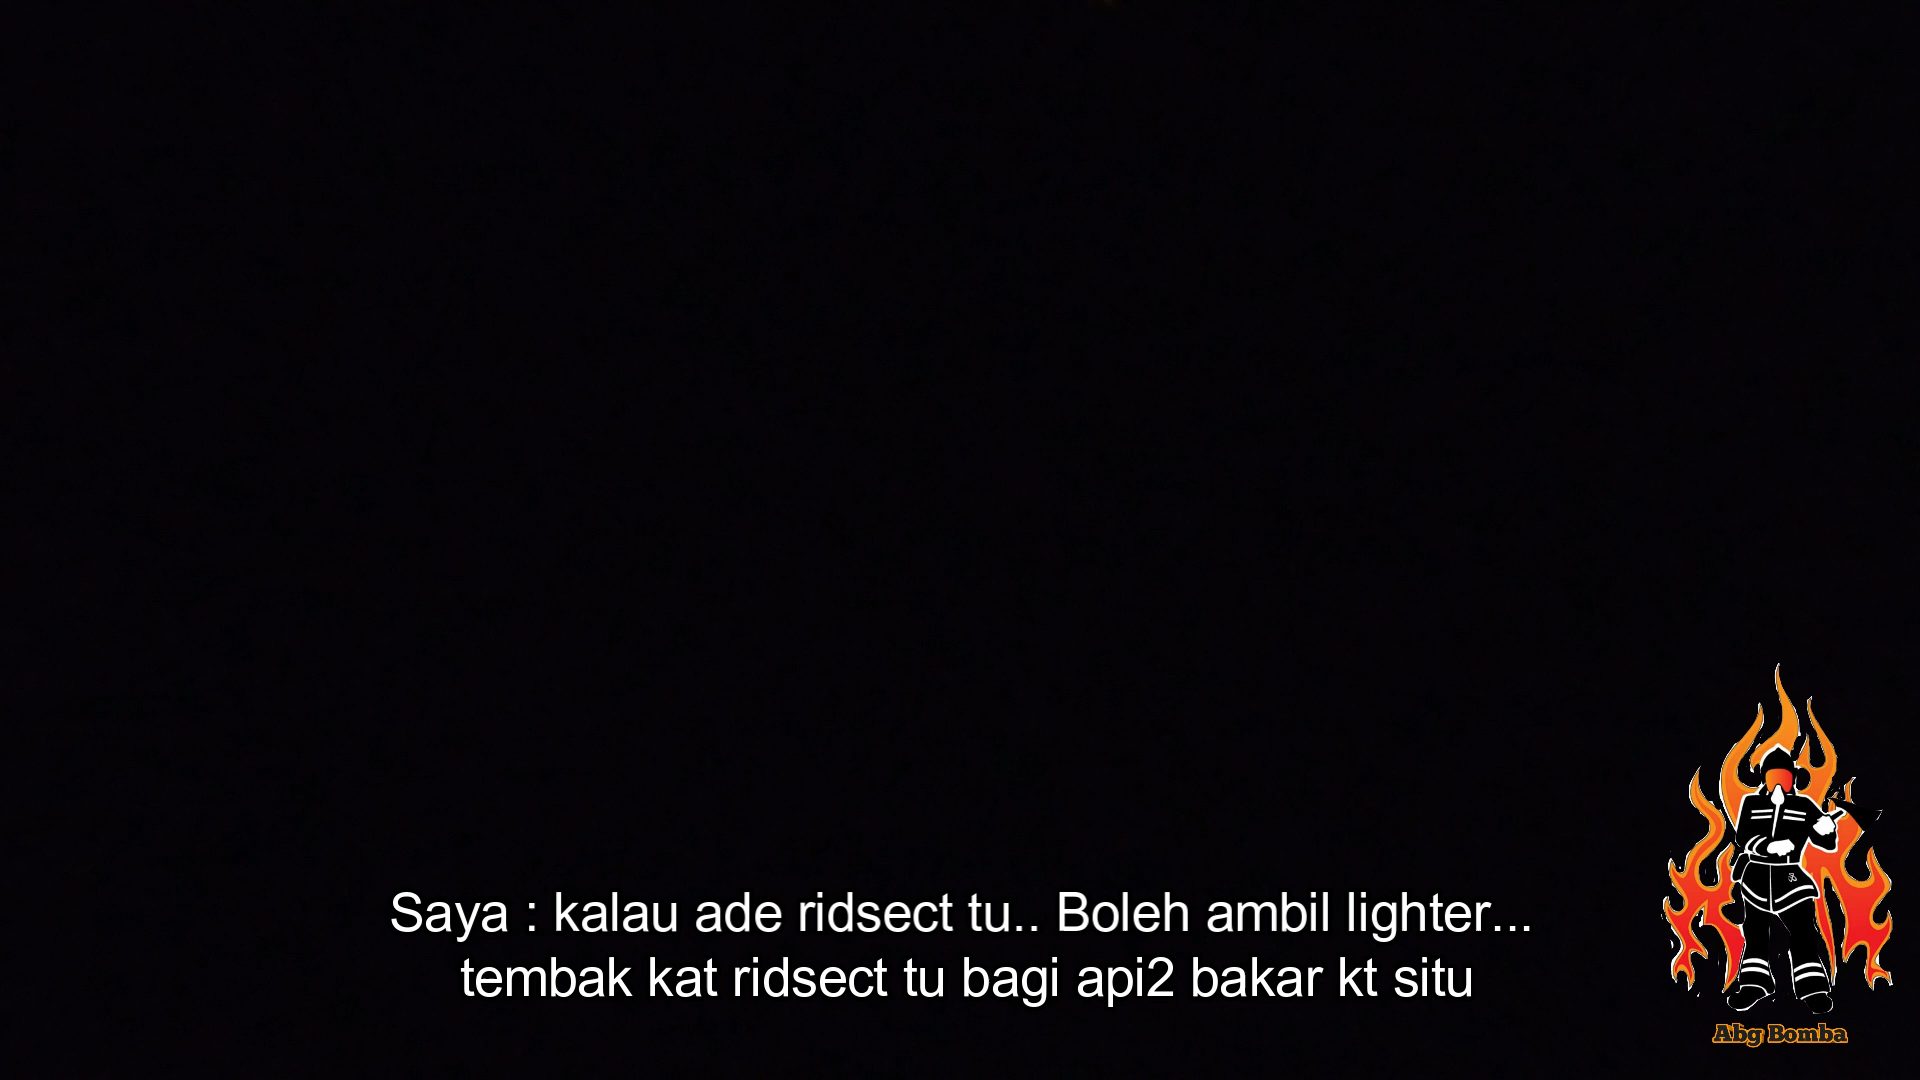 Saya : kalau ade ridsect tu.. Boleh ambil lighter...
tembak kat ridsect tu bagi api2 bakar kt situ
Abg Bomba